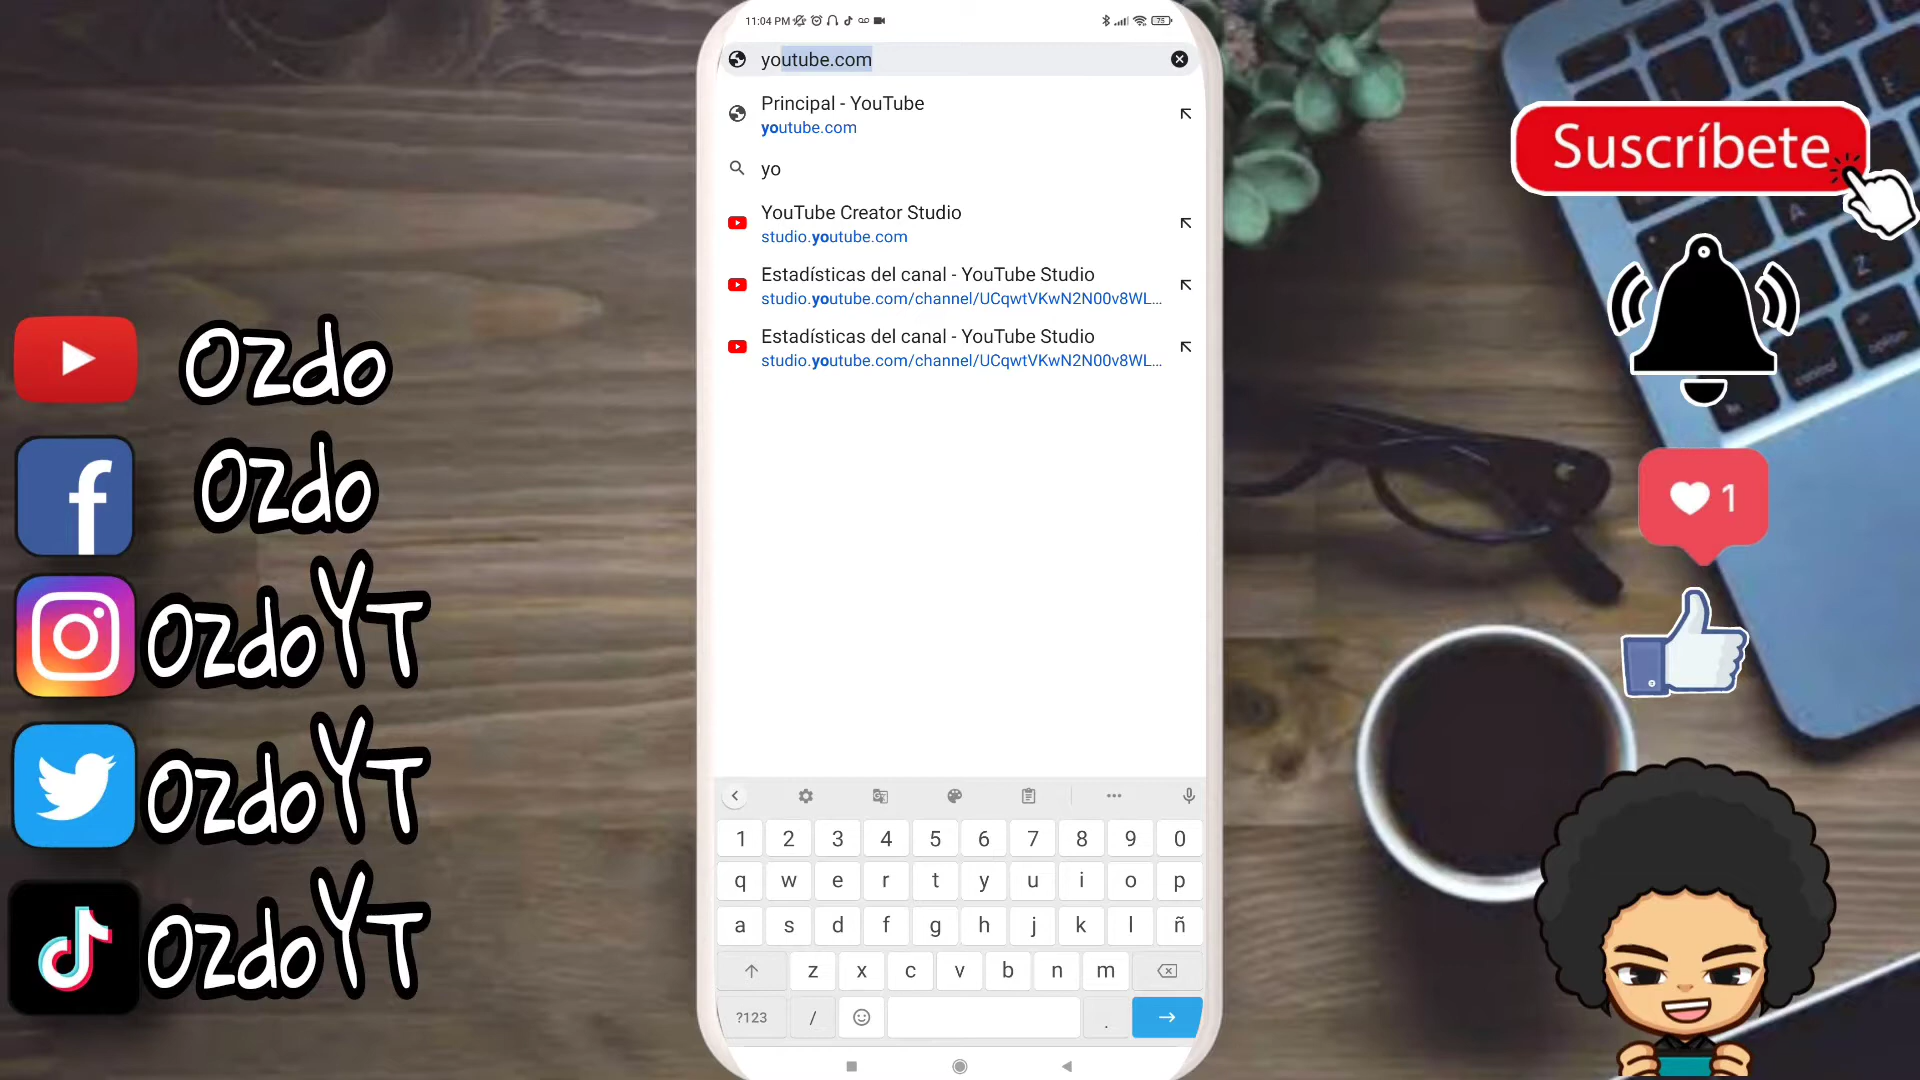 11:04 PM
75
youtube.com
Principal - YouTube
youtube.com
yo
YouTube Creator Studio
studio.youtube.com
Estadísticas del canal - YouTube Studio
studio.youtube.com/channel/UCqwtVKwN2N00v8WL...
Estadísticas del canal - YouTube Studio
studio.youtube.com/channel/UCqwtVKwN2N00v8WL...
1 2 3 4 5 6 7 8 9 0
q w e r t y u i o p
a s d f g h j k l ñ
z x c v b n m
?123 / .
Ozdo
Ozdo
OzdoYT
OzdoYT
OzdoYT
Suscríbete
1